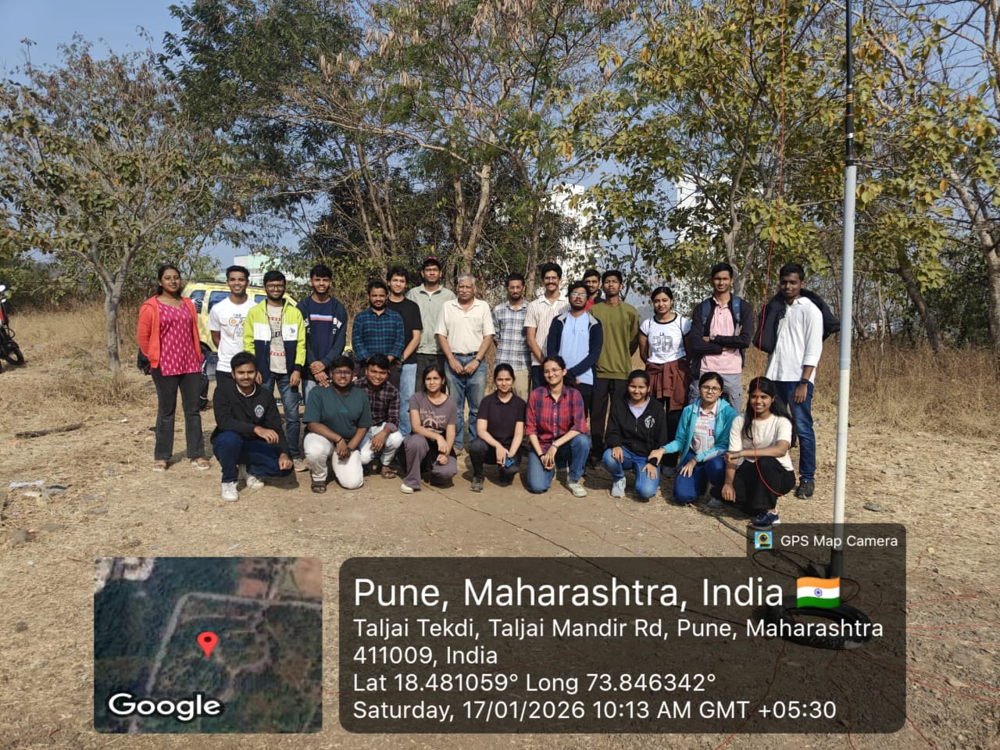 GPS Map Camera
Pune, Maharashtra, India 🇮🇳
Taljai Tekdi, Taljai Mandir Rd, Pune, Maharashtra
411009, India
Lat 18.481059° Long 73.846342°
Saturday, 17/01/2026 10:13 AM GMT +05:30
Google